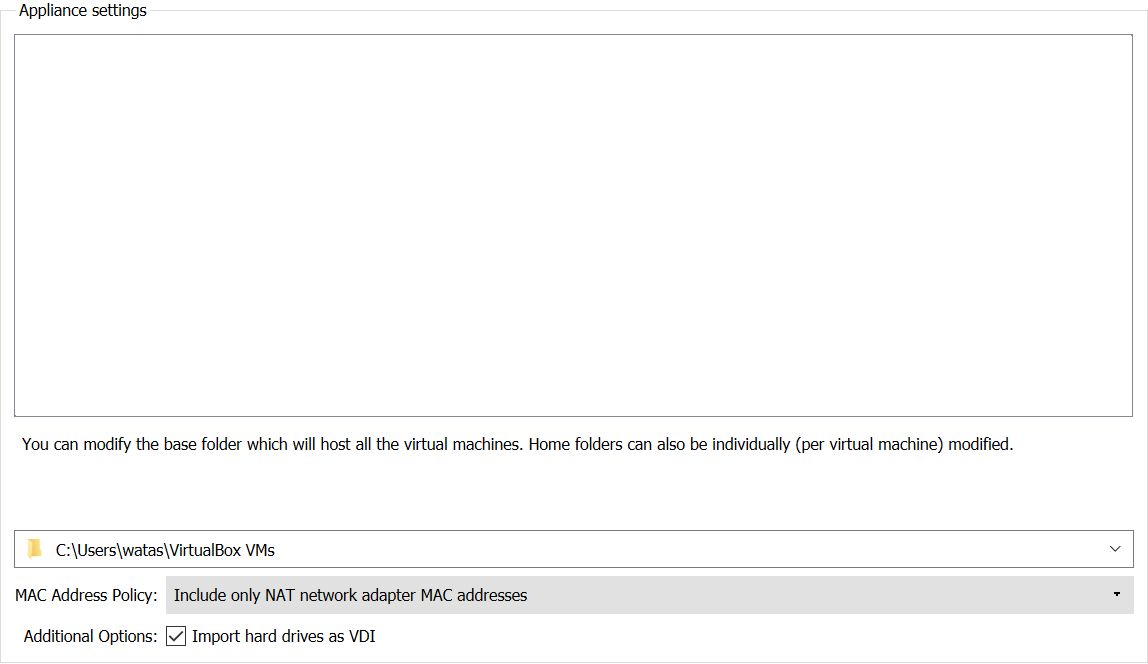 Appliance settings
You can modify the base folder which will host all the virtual machines. Home folders can also be individually (per virtual machine) modified.
C:\Users\watas\VirtualBox VMs
MAC Address Policy: Include only NAT network adapter MAC addresses
Additional Options: Import hard drives as VDI